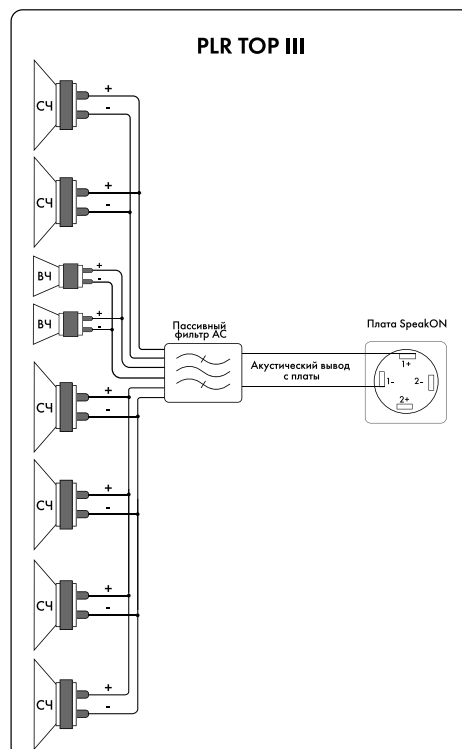 PLR TOP III
СЧ
+
-
СЧ
+
-
ВЧ
+
-
ВЧ
+
-
Пассивный
фильтр АС
Акустический вывод
с платы
Плата SpeakON
1+
1-
2-
2+
СЧ
+
-
СЧ
+
-
СЧ
+
-
СЧ
+
-